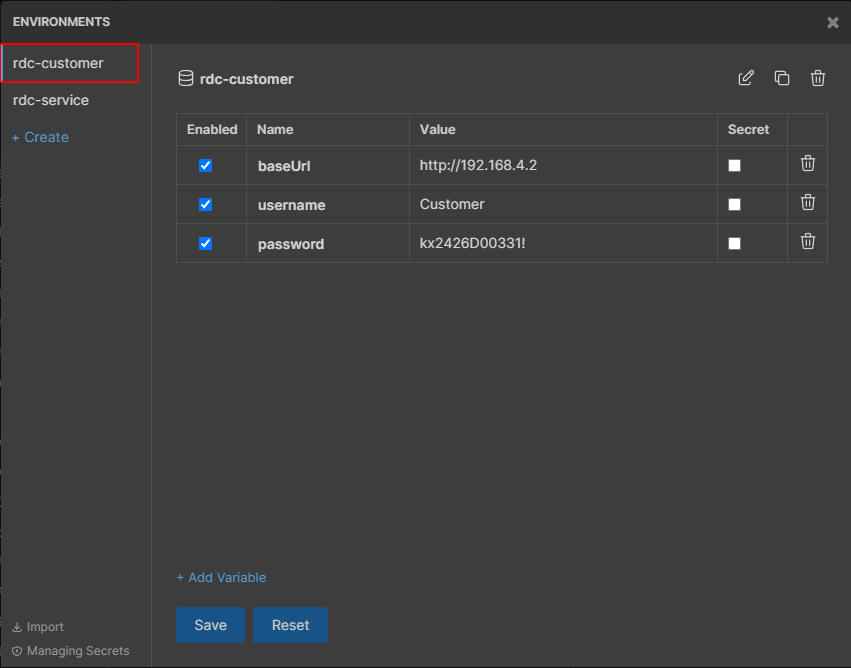 ENVIRONMENTS
rdc-customer
rdc-service
+ Create
rdc-customer
Enabled Name Value Secret
baseUrl http://192.168.4.2
username Customer
password kx2426D00331!
+ Add Variable
Save Reset
Import
Managing Secrets